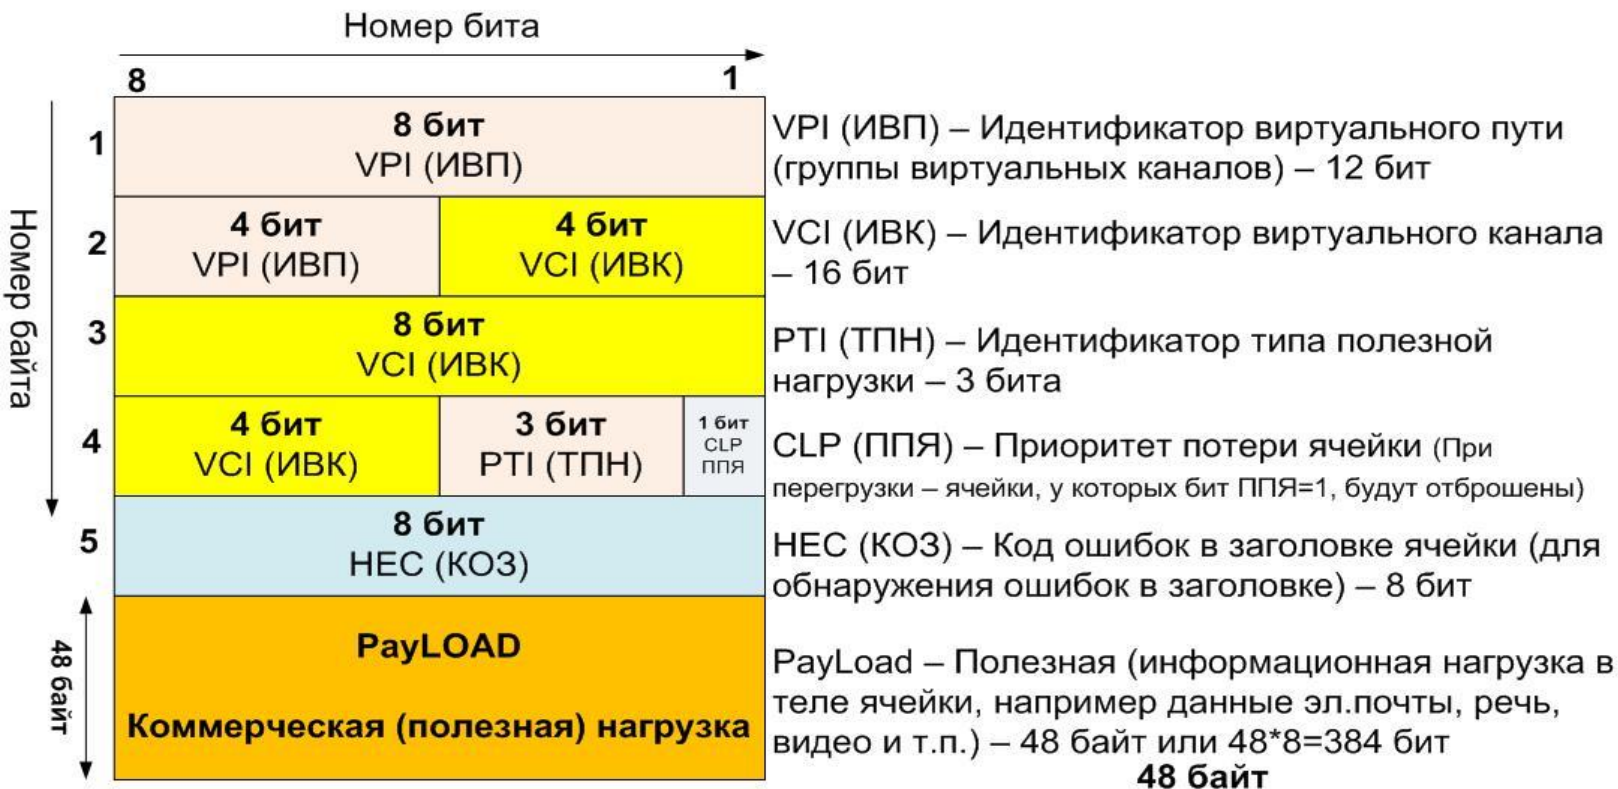 Номер бита
8 1
Номер байта
1
8 бит
VPI (ИВП)
2
4 бит
VPI (ИВП)
4 бит
VCI (ИВК)
3
8 бит
VCI (ИВК)
4
4 бит
VCI (ИВК)
3 бит
PTI (ТПН)
1 бит
CLP
ППЯ
5
8 бит
HEC (КОЗ)
48 байт
PayLOAD
Коммерческая (полезная) нагрузка
VPI (ИВП) – Идентификатор виртуального пути
(группы виртуальных каналов) – 12 бит
VCI (ИВК) – Идентификатор виртуального канала
– 16 бит
PTI (ТПН) – Идентификатор типа полезной
нагрузки – 3 бита
CLP (ППЯ) – Приоритет потери ячейки (При
перегрузки – ячейки, у которых бит ППЯ=1, будут отброшены)
HEC (КОЗ) – Код ошибок в заголовке ячейки (для
обнаружения ошибок в заголовке) – 8 бит
PayLoad – Полезная (информационная нагрузка в
теле ячейки, например данные эл.почты, речь,
видео и т.п.) – 48 байт или 48*8=384 бит
48 байт